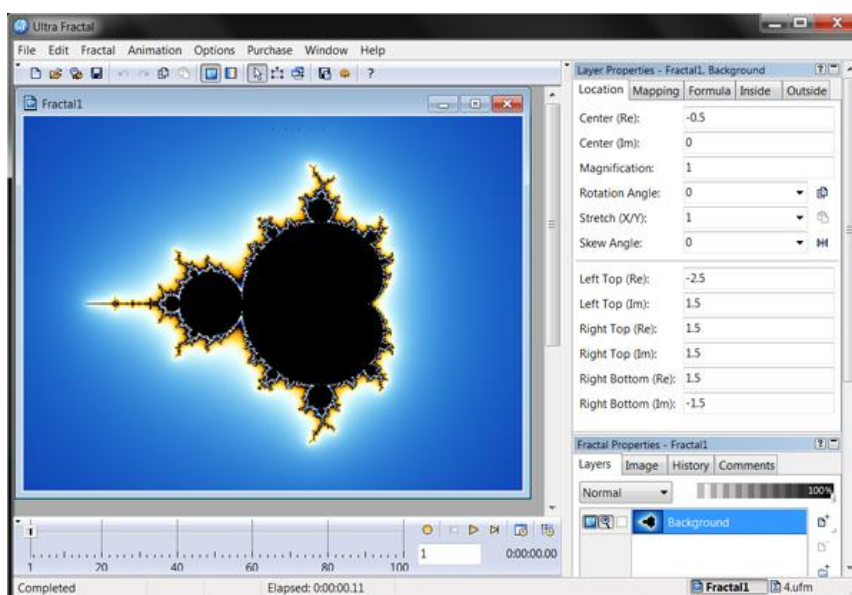 Ultra Fractal
File Edit Fractal Animation Options Purchase Window Help
?
Fractal1
Layer Properties - Fractal1, Background
Location Mapping Formula Inside Outside
Center (Re): -0.5
Center (Im): 0
Magnification: 1
Rotation Angle: 0
Stretch (X/Y): 1
Skew Angle: 0
Left Top (Re): -2.5
Left Top (Im): 1.5
Right Top (Re): 1.5
Right Top (Im): 1.5
Right Bottom (Re): 1.5
Right Bottom (Im): -1.5
Fractal Properties - Fractal1
Layers Image History Comments
Normal 100%
Background
1 20 40 60 80 100
1 0:00:00.00
Completed Elapsed: 0:00:00.11 Fractal1 4.ufm